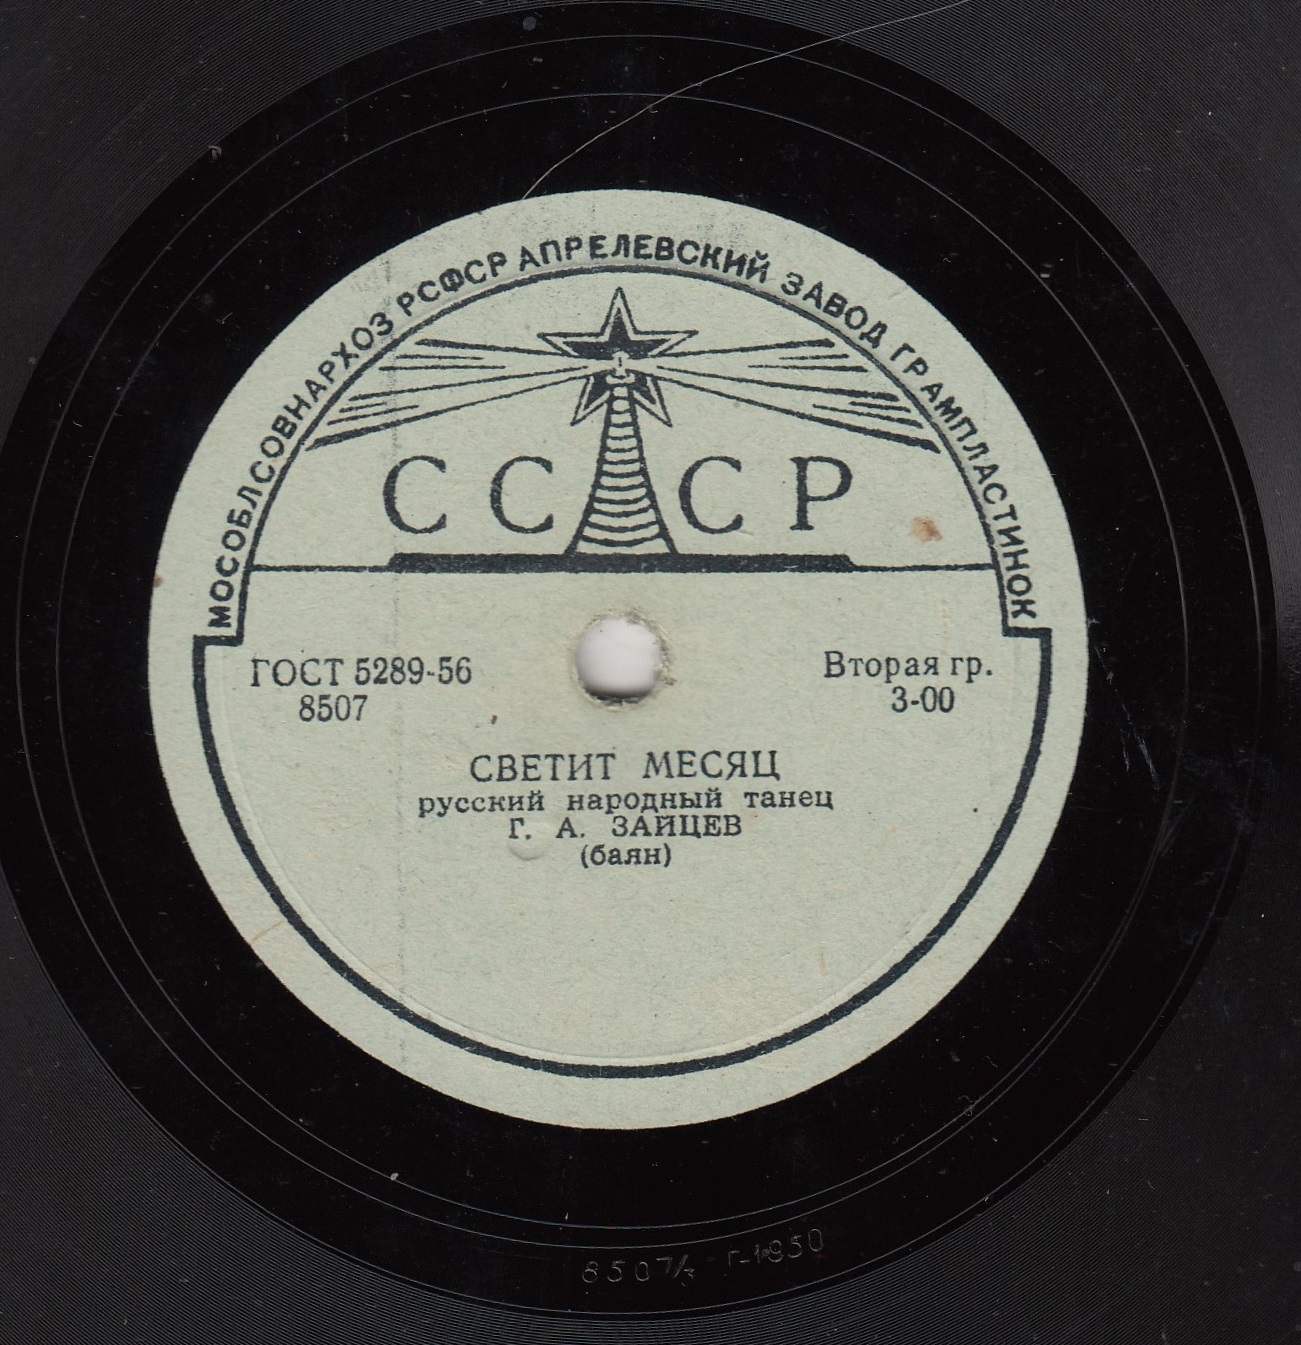 МОСОБЛСОВНАРХОЗ РСФСР АПРЕЛЕВСКИЙ ЗАВОД ГРАМПЛАСТИНОК
СССР
ГОСТ 5289-56
8507
Вторая гр.
3-00
СВЕТИТ МЕСЯЦ
русский народный танец
Г. А. ЗАЙЦЕВ
(баян)
8507/3 Г-1950